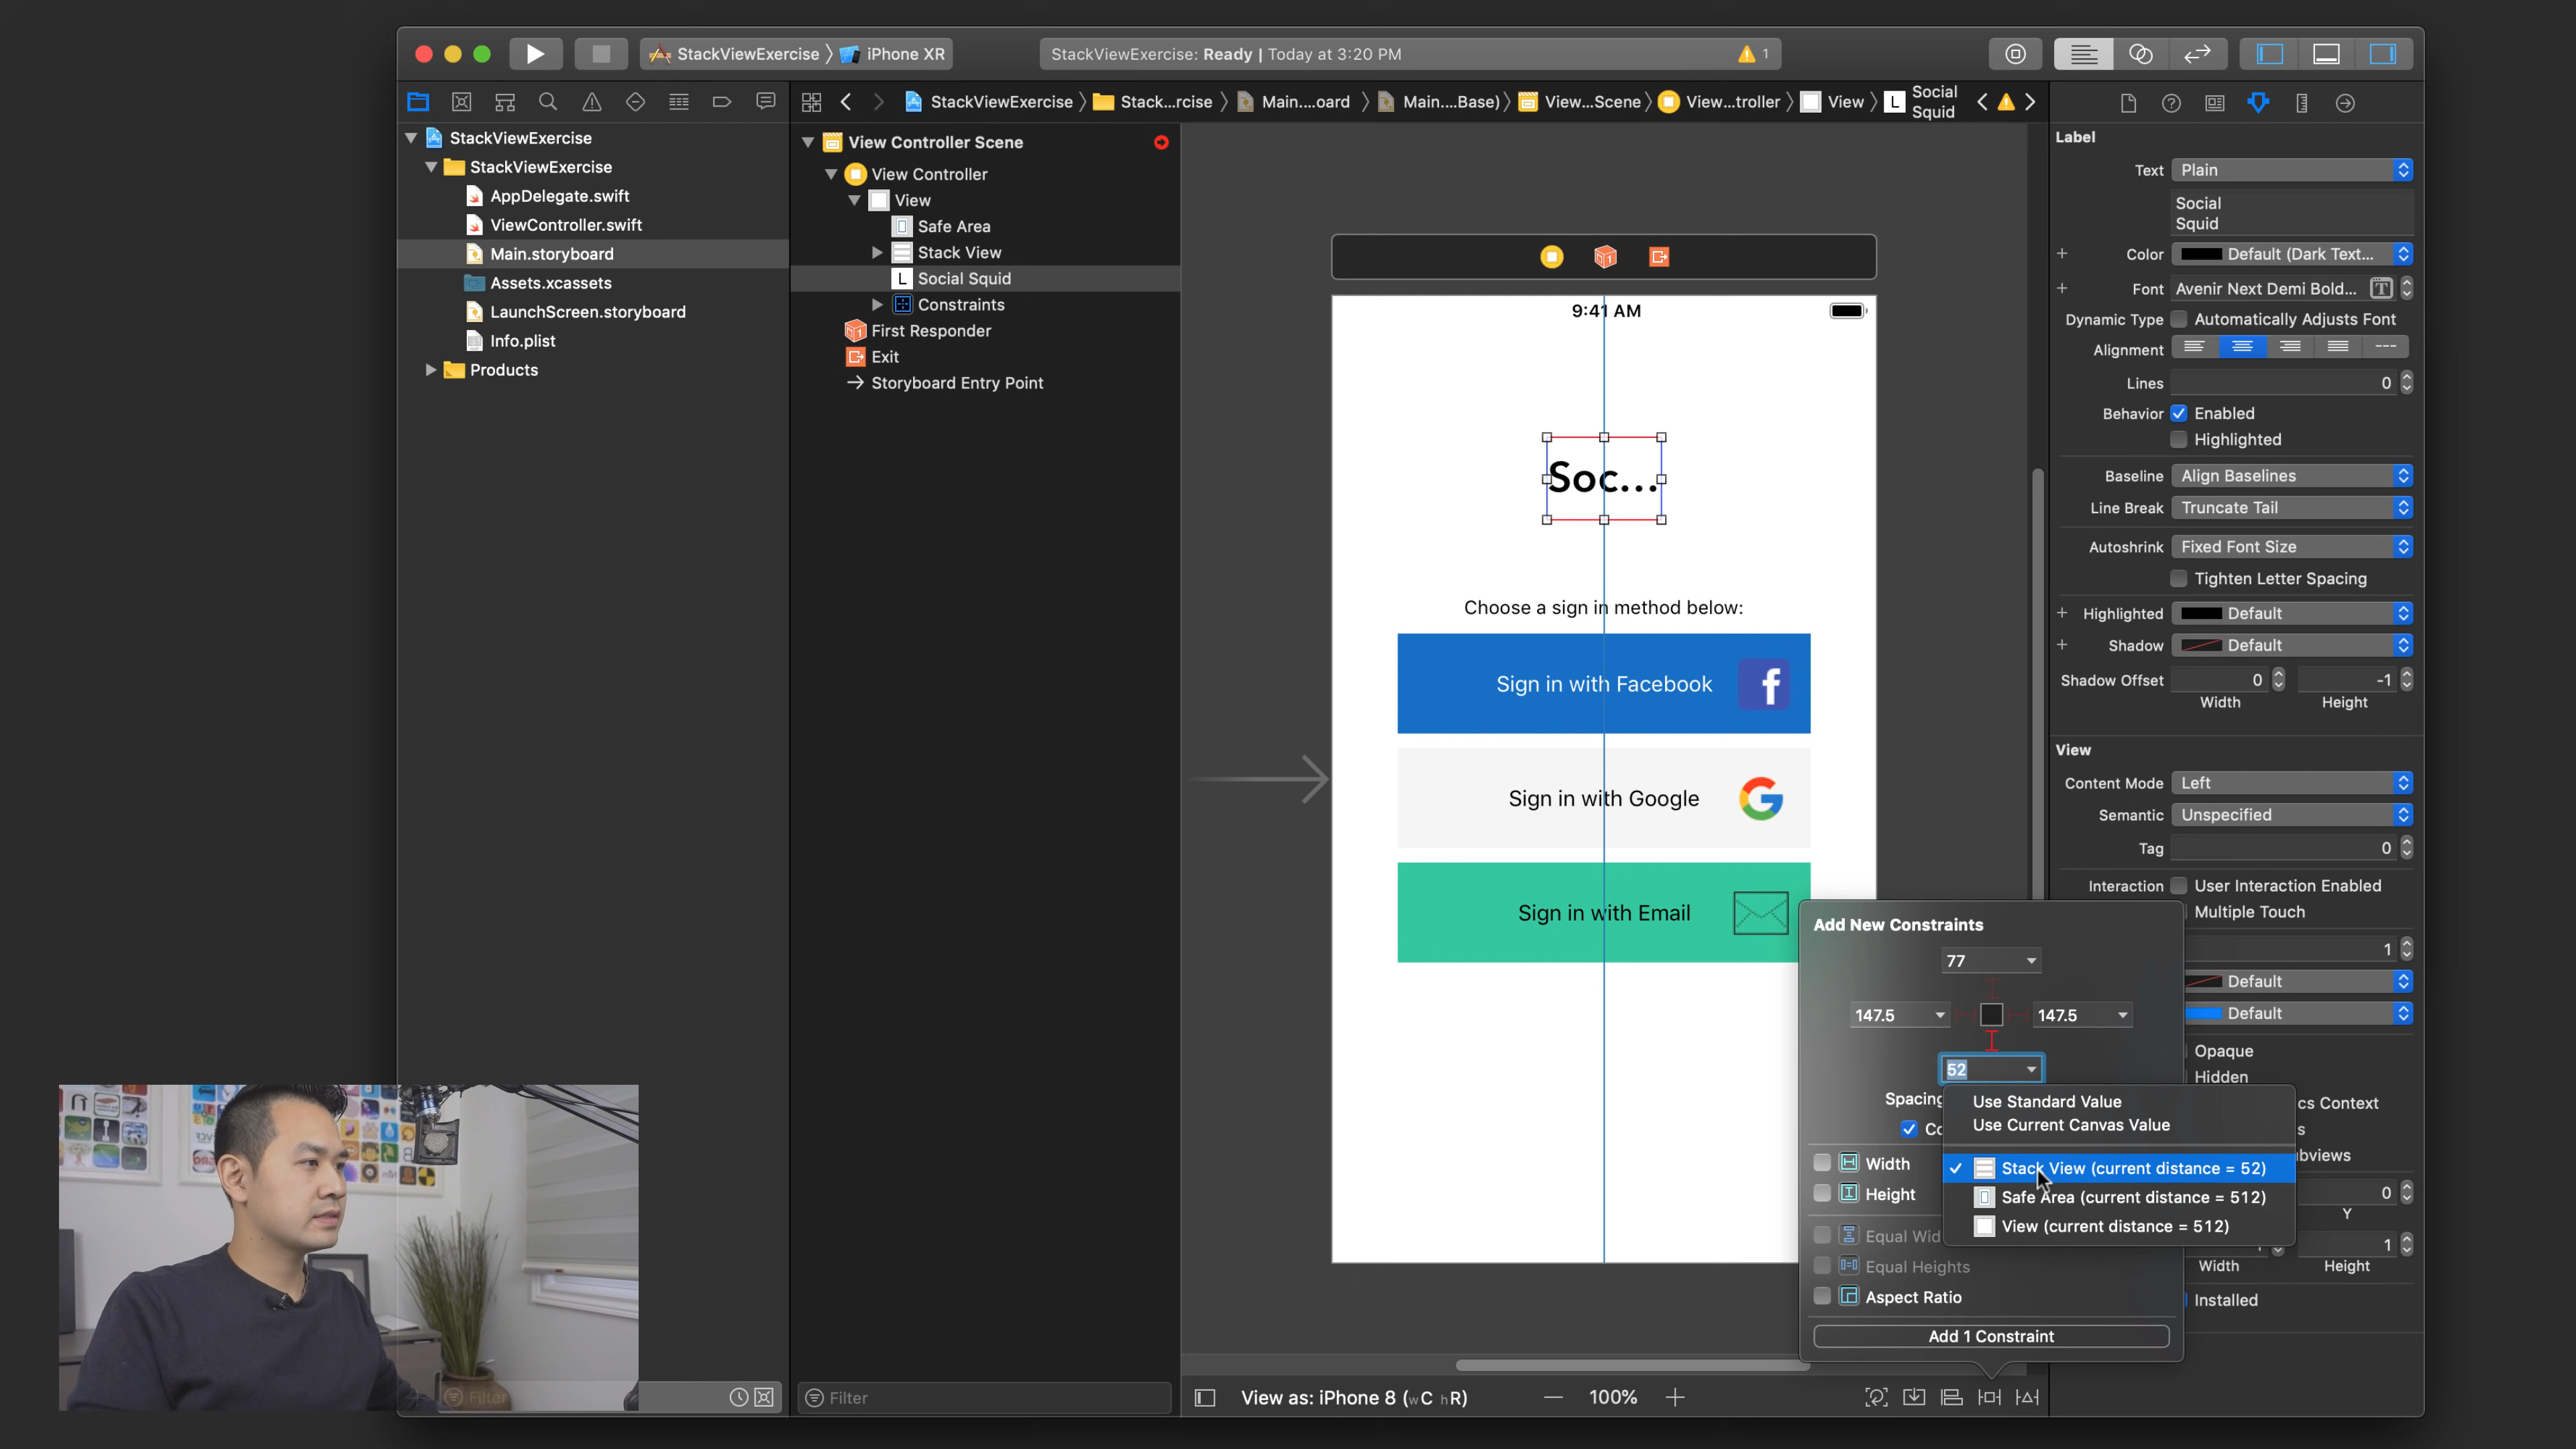 StackViewExercise
iPhone XR
StackViewExercise: Ready | Today at 3:20 PM
1
StackViewExercise
Stack...rcise
Main....oard
Main....Base)
View...Scene
View...troller
View
L
Social
Squid
StackViewExercise
StackViewExercise
AppDelegate.swift
ViewController.swift
Main.storyboard
Assets.xcassets
LaunchScreen.storyboard
Info.plist
Products
Filter
View Controller Scene
View Controller
View
Safe Area
Stack View
L Social Squid
Constraints
First Responder
Exit
Storyboard Entry Point
Filter
9:41 AM
Soc...
Choose a sign in method below:
Sign in with Facebook
f
Sign in with Google
G
Sign in with Email
View as: iPhone 8 (wC hR)
100%
Label
Text Plain
Social
Squid
Color Default (Dark Text...
Font Avenir Next Demi Bold...
T
Dynamic Type Automatically Adjusts Font
Alignment
Lines 0
Behavior Enabled
Highlighted
Baseline Align Baselines
Line Break Truncate Tail
Autoshrink Fixed Font Size
Tighten Letter Spacing
Highlighted Default
Shadow Default
Shadow Offset 0 -1
Width Height
View
Content Mode Left
Semantic Unspecified
Tag 0
Interaction User Interaction Enabled
Multiple Touch
1
Default
Default
Opaque
Hidden
cs Context
s
bviews
0
Y
1
Width Height
Installed
Add New Constraints
77
147.5 147.5
52
Spacing
Co
Width
Height
Equal Wid
Equal Heights
Aspect Ratio
Add 1 Constraint
Use Standard Value
Use Current Canvas Value
Stack View (current distance = 52)
Safe Area (current distance = 512)
View (current distance = 512)